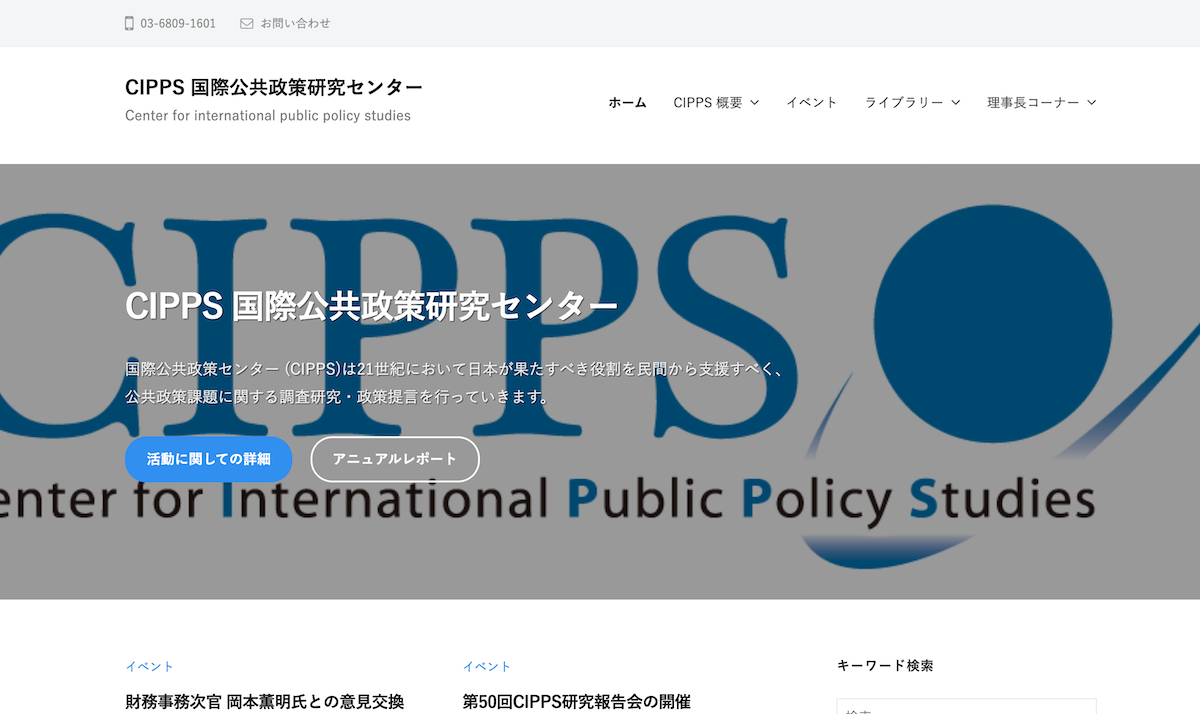 03-6809-1601 お問い合わせ
CIPPS 国際公共政策研究センター
Center for international public policy studies
ホーム CIPPS 概要 イベント ライブラリー 理事長コーナー
CIPPS
CIPPS 国際公共政策研究センター
国際公共政策センター (CIPPS)は21世紀において日本が果たすべき役割を民間から支援すべく、
公共政策課題に関する調査研究・政策提言を行っていきます。
活動に関しての詳細 アニュアルレポート
enter for International Public Policy Studies
イベント
財務事務次官 岡本薫明氏との意見交換
イベント
第50回CIPPS研究報告会の開催
キーワード検索
検索